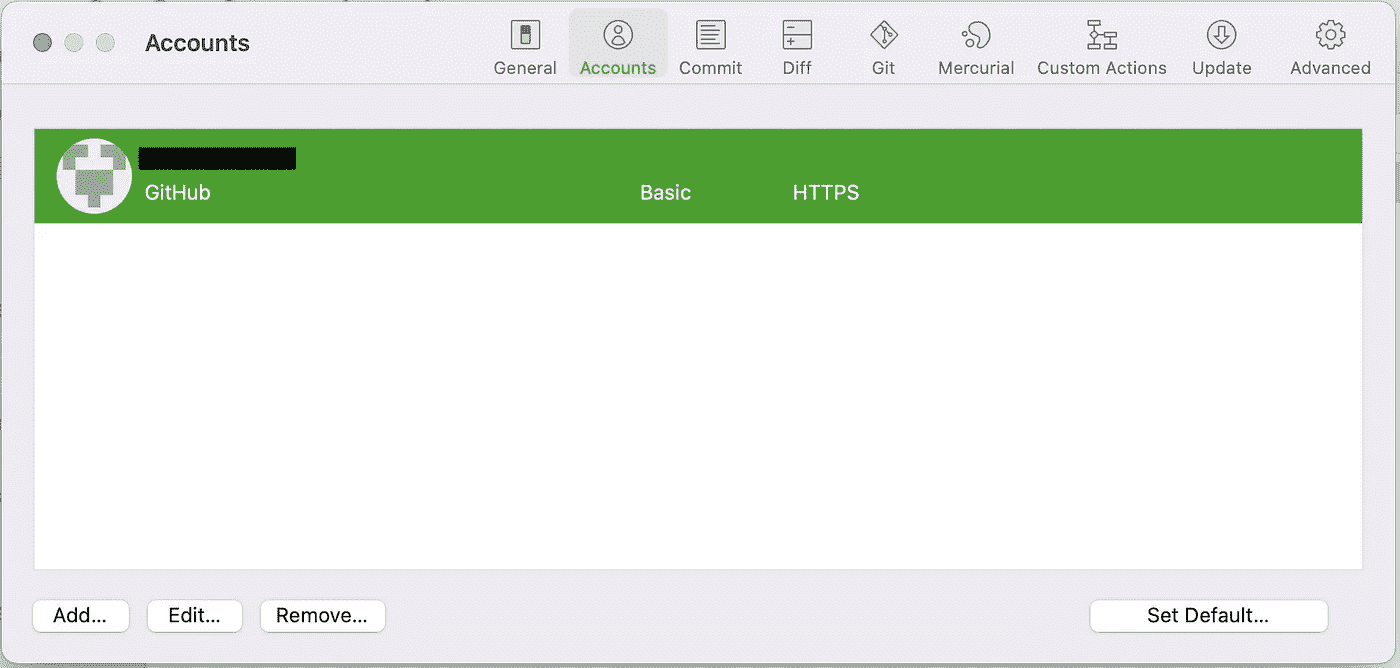 Accounts
General Accounts Commit Diff Git Mercurial Custom Actions Update Advanced
GitHub Basic HTTPS
Add... Edit... Remove... Set Default...